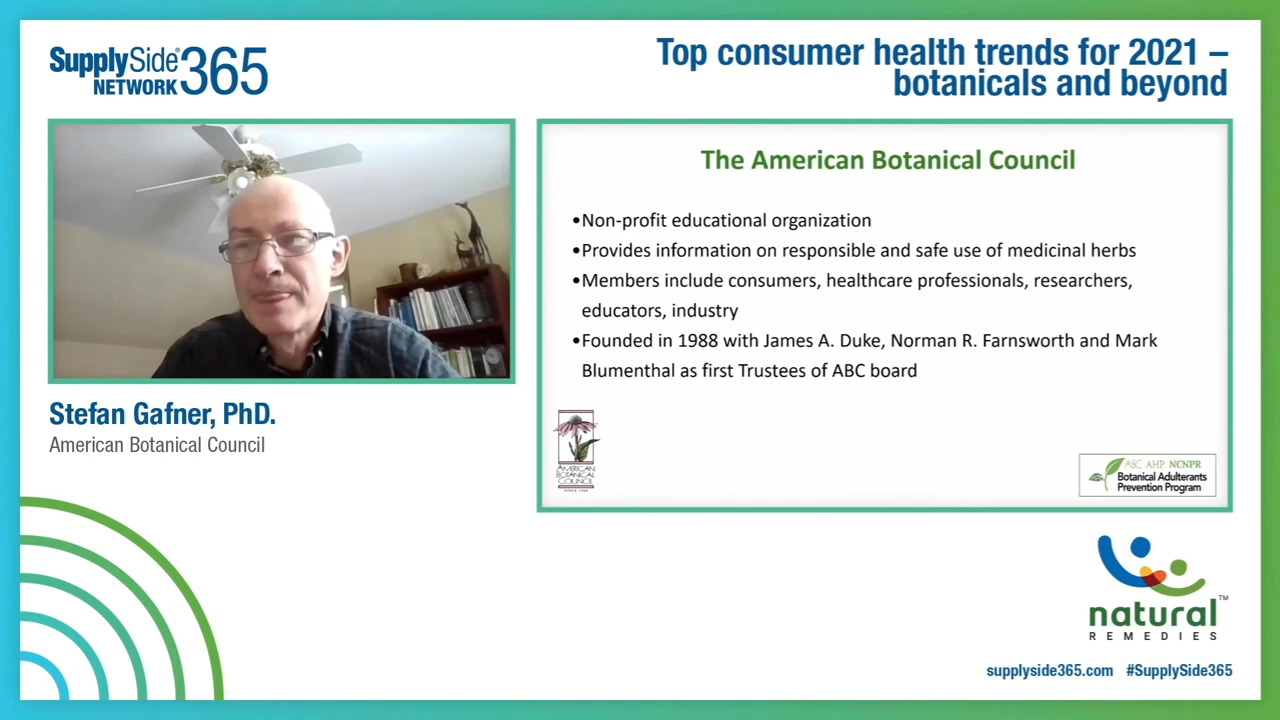 SupplySide® 365
NETWORK
Top consumer health trends for 2021 –
botanicals and beyond
The American Botanical Council
•Non-profit educational organization
•Provides information on responsible and safe use of medicinal herbs
•Members include consumers, healthcare professionals, researchers,
educators, industry
•Founded in 1988 with James A. Duke, Norman R. Farnsworth and Mark
Blumenthal as first Trustees of ABC board
AMERICAN
BOTANICAL
COUNCIL
ABC AHP NCNPR
Botanical Adulterants
Prevention Program
Stefan Gafner, PhD.
American Botanical Council
natural™
REMEDIES
supplyside365.com #SupplySide365